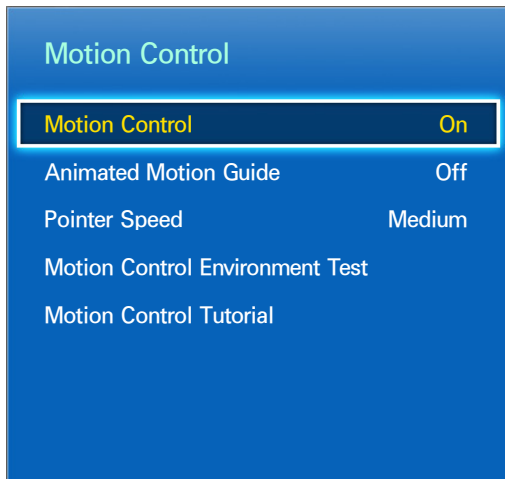 Motion Control
Motion Control On
Animated Motion Guide Off
Pointer Speed Medium
Motion Control Environment Test
Motion Control Tutorial